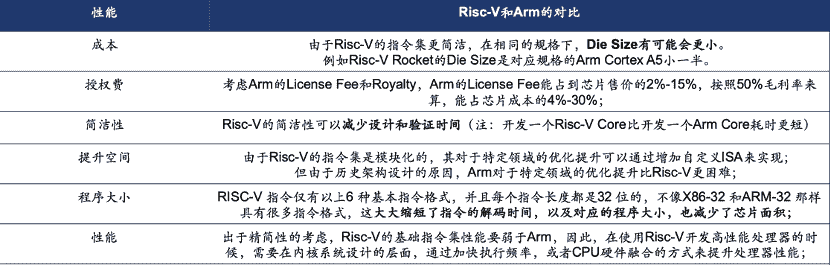 性能 Risc-V和Arm的对比
成本 由于Risc-V的指令集更简洁，在相同的规格下，Die Size有可能会更小。
例如Risc-V Rocket的Die Size是对应规格的Arm Cortex A5小一半。
授权费 考虑Arm的License Fee和Royalty，Arm的License Fee能占到芯片售价的2%-15%，按照50%毛利率来
算，能占芯片成本的4%-30%；
简洁性 Risc-V的简洁性可以减少设计和验证时间（注：开发一个Risc-V Core比开发一个Arm Core耗时更短）
提升空间 由于Risc-V的指令集是模块化的，其对于特定领域的优化提升可以通过增加自定义ISA来实现；
但由于历史架构设计的原因，Arm对于特定领域的优化提升比Risc-V更困难；
程序大小 RISC-V 指令仅有以上6 种基本指令格式，并且每个指令长度都是32 位的，不像X86-32 和ARM-32 那样
具有很多指令格式，这大大缩短了指令的解码时间，以及对应的程序大小，也减少了芯片面积；
性能 出于精简性的考虑，Risc-V的基础指令集性能要弱于Arm，因此，在使用Risc-V开发高性能处理器的时
候，需要在内核系统设计的层面，通过加快执行频率，或者CPU硬件融合的方式来提升处理器性能；